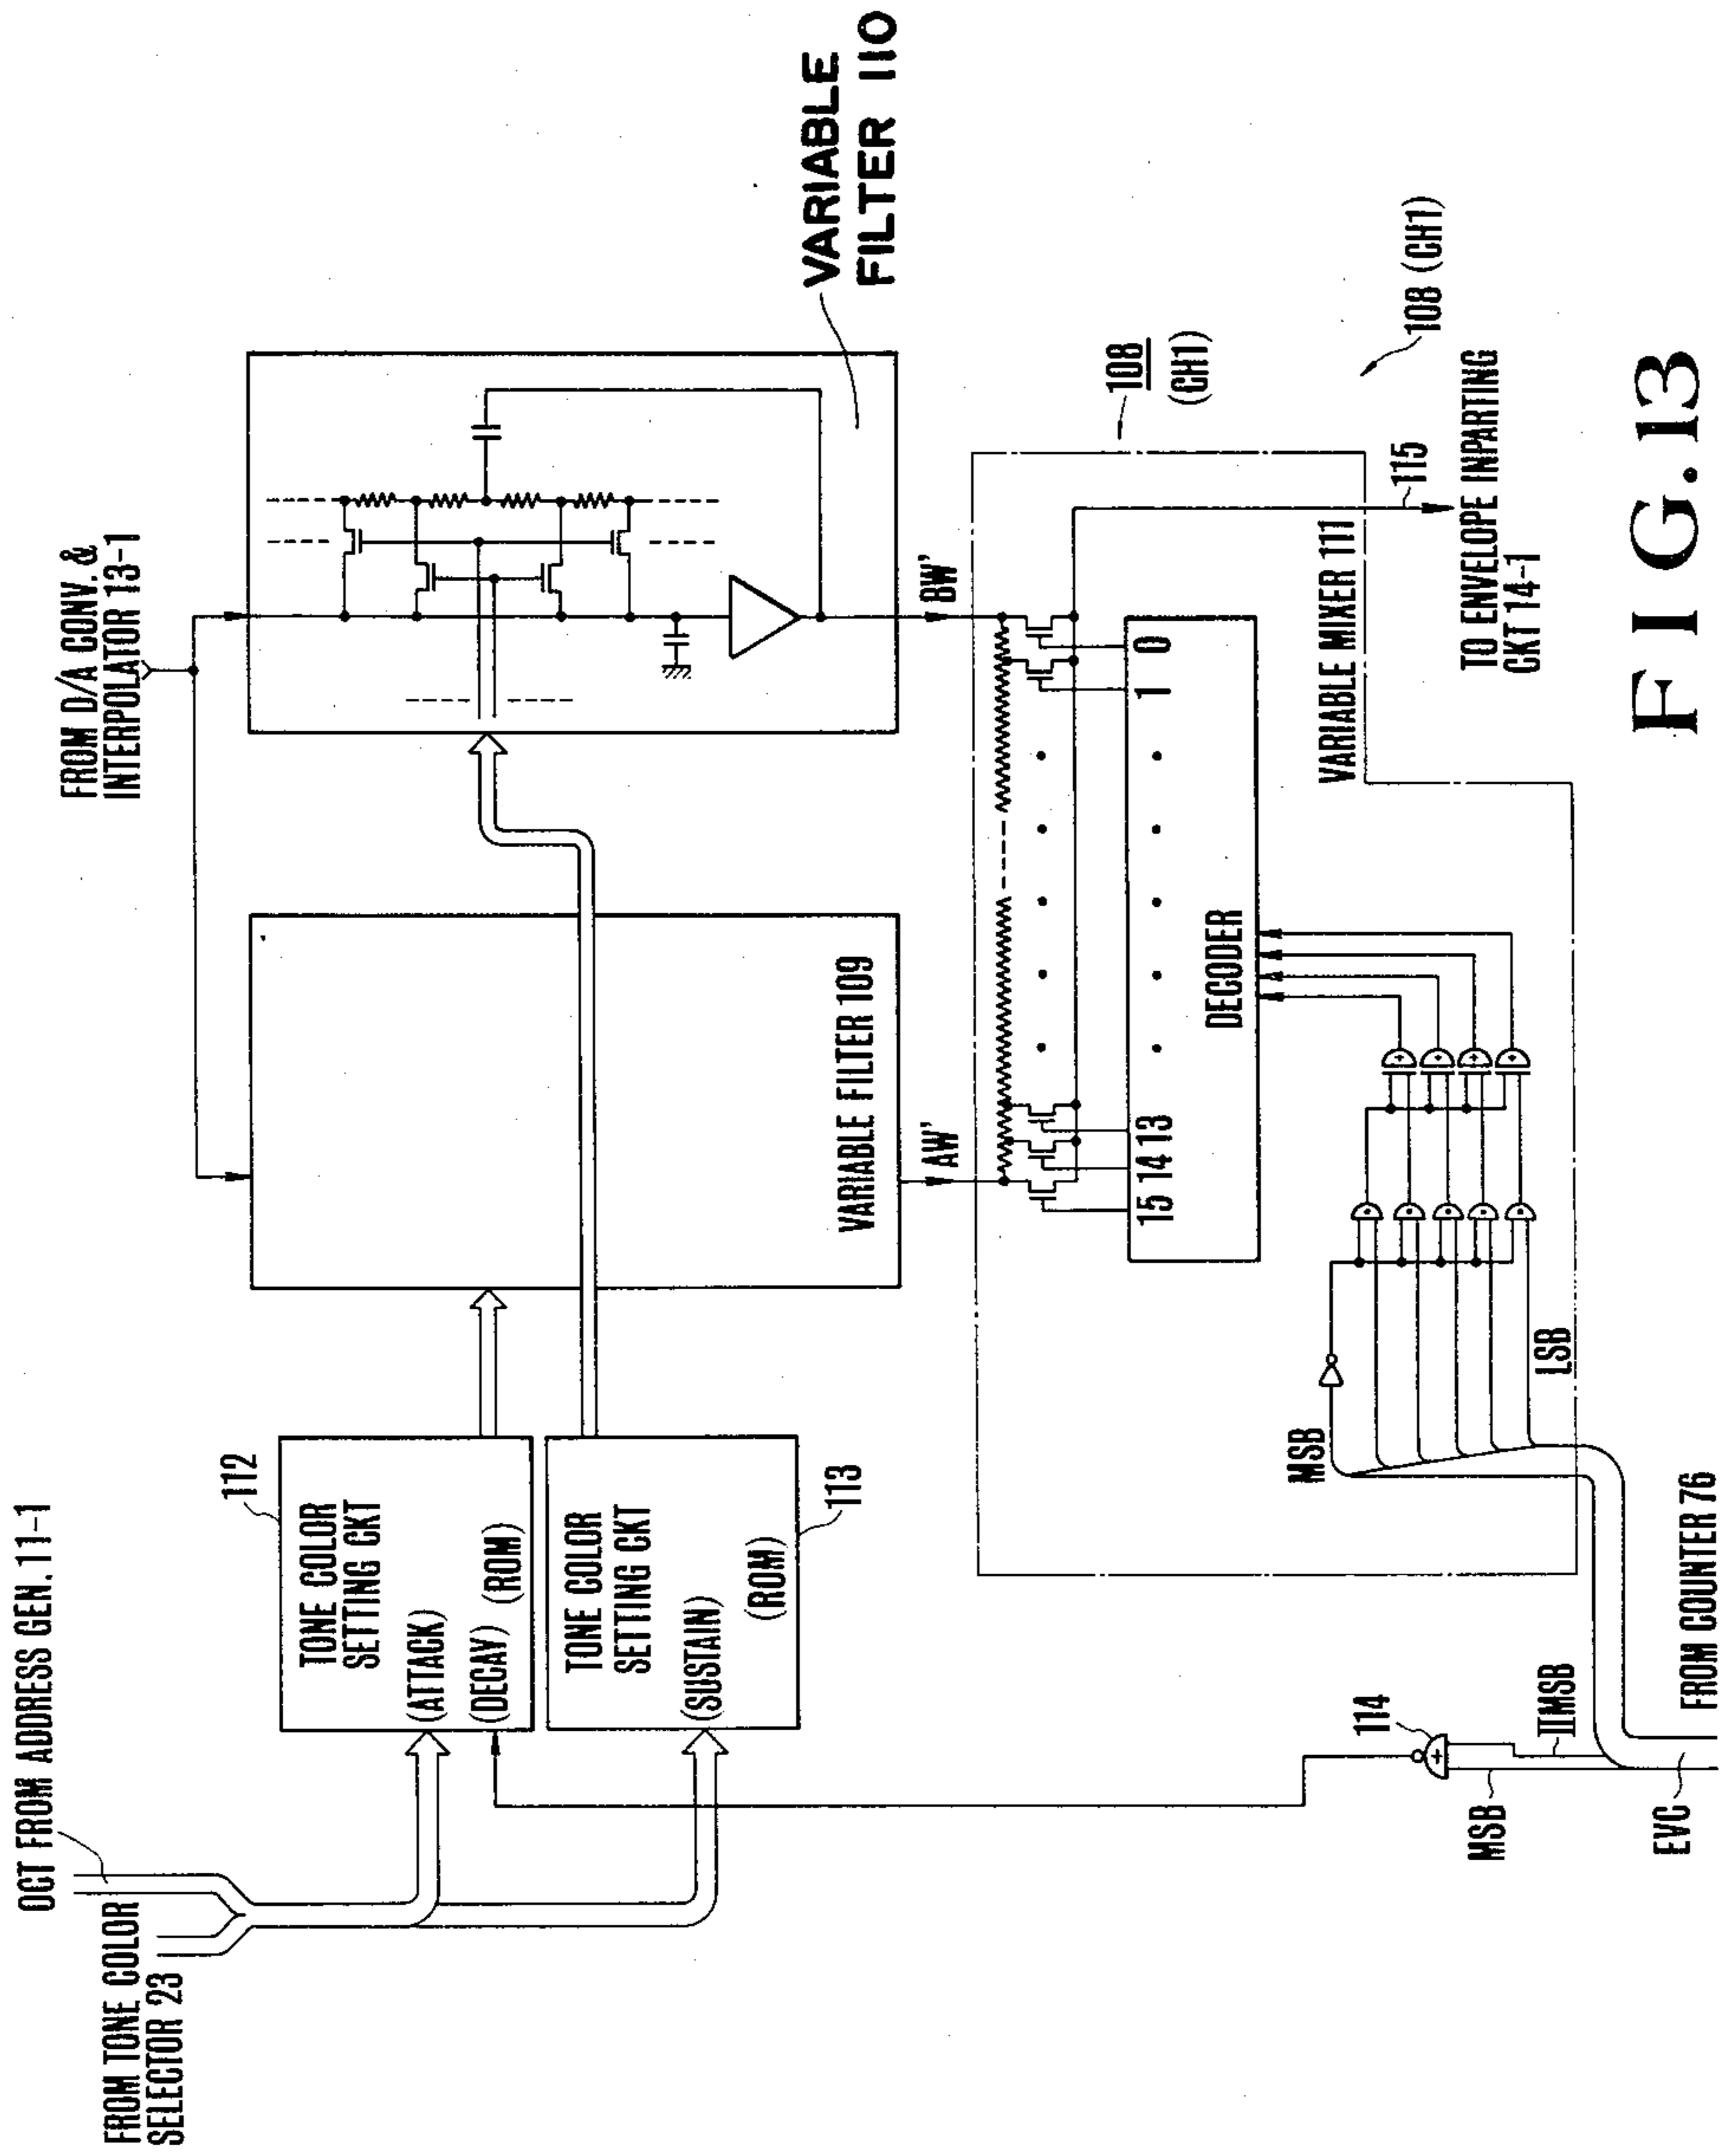 OCT FROM ADDRESS GEN. 11-1
FROM TONE COLOR
SELECTOR 23
112
TONE COLOR
SETTING CKT
(ATTACK)
(DECAV)
(ROM)
TONE COLOR
SETTING CKT
(SUSTAIN)
(ROM)
113
FROM D/A CONV. &
INTERPOLATOR 13-1
VARIABLE FILTER 109
VARIABLE
FILTER 110
AW'
BW'
108
(CH1)
108 (CH1)
15 14 13
1 0
DECODER
VARIABLE MIXER 111
115
TO ENVELOPE INPARTING
CKT 14-1
MSB
LSB
114
MSB
IIMSB
EVC
FROM COUNTER 76
FIG. 13